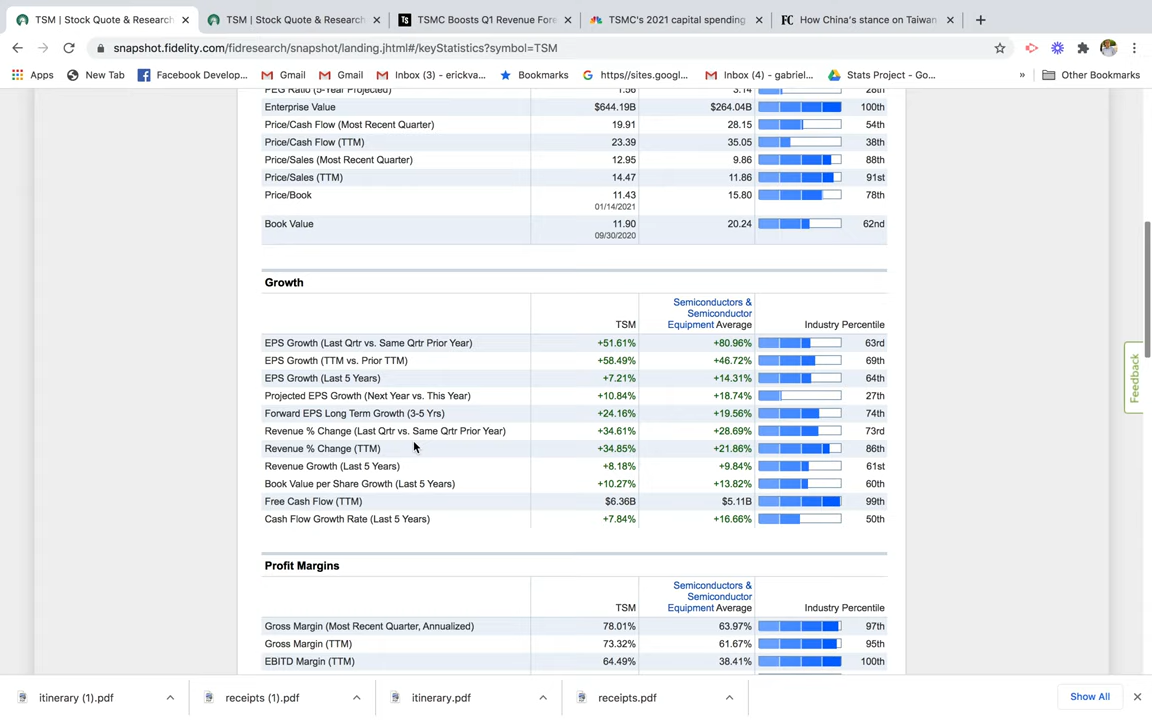 TSM | Stock Quote & Research
TSM | Stock Quote & Research
TSMC Boosts Q1 Revenue Fore
TSMC's 2021 capital spending
How China's stance on Taiwan
snapshot.fidelity.com/fidresearch/snapshot/landing.jhtml#/keyStatistics?symbol=TSM
Apps New Tab Facebook Develop... Gmail Gmail Inbox (3) - erickva... Bookmarks https//sites.googl... Inbox (4) - gabriel... Stats Project - Go... » Other Bookmarks
PEG Ratio (5-Year Projected) 1.56 3.14 28th
Enterprise Value $644.19B $264.04B 100th
Price/Cash Flow (Most Recent Quarter) 19.91 28.15 54th
Price/Cash Flow (TTM) 23.39 35.05 38th
Price/Sales (Most Recent Quarter) 12.95 9.86 88th
Price/Sales (TTM) 14.47 11.86 91st
Price/Book 11.43 15.80 78th
01/14/2021
Book Value 11.90 20.24 62nd
09/30/2020
Growth
Semiconductors &
Semiconductor
TSM Equipment Average Industry Percentile
EPS Growth (Last Qrtr vs. Same Qrtr Prior Year) +51.61% +80.96% 63rd
EPS Growth (TTM vs. Prior TTM) +58.49% +46.72% 69th
EPS Growth (Last 5 Years) +7.21% +14.31% 64th
Projected EPS Growth (Next Year vs. This Year) +10.84% +18.74% 27th
Forward EPS Long Term Growth (3-5 Yrs) +24.16% +19.56% 74th
Revenue % Change (Last Qrtr vs. Same Qrtr Prior Year) +34.61% +28.69% 73rd
Revenue % Change (TTM) +34.85% +21.86% 86th
Revenue Growth (Last 5 Years) +8.18% +9.84% 61st
Book Value per Share Growth (Last 5 Years) +10.27% +13.82% 60th
Free Cash Flow (TTM) $6.36B $5.11B 99th
Cash Flow Growth Rate (Last 5 Years) +7.84% +16.66% 50th
Feedback
Profit Margins
Semiconductors &
Semiconductor
TSM Equipment Average Industry Percentile
Gross Margin (Most Recent Quarter, Annualized) 78.01% 63.97% 97th
Gross Margin (TTM) 73.32% 61.67% 95th
EBITD Margin (TTM) 64.49% 38.41% 100th
itinerary (1).pdf receipts (1).pdf itinerary.pdf receipts.pdf Show All